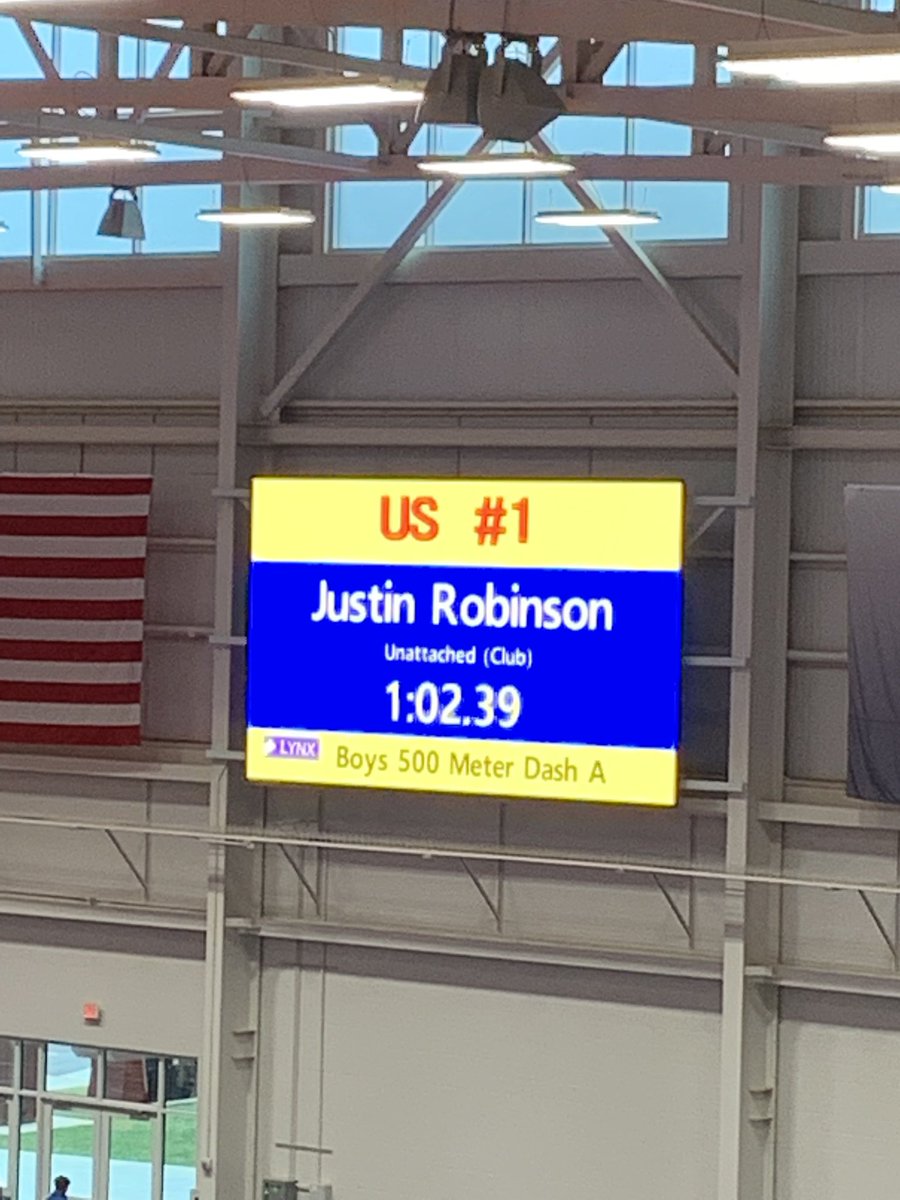 US #1
Justin Robinson
Unattached (Club)
1:02.39
LYNX
Boys 500 Meter Dash A